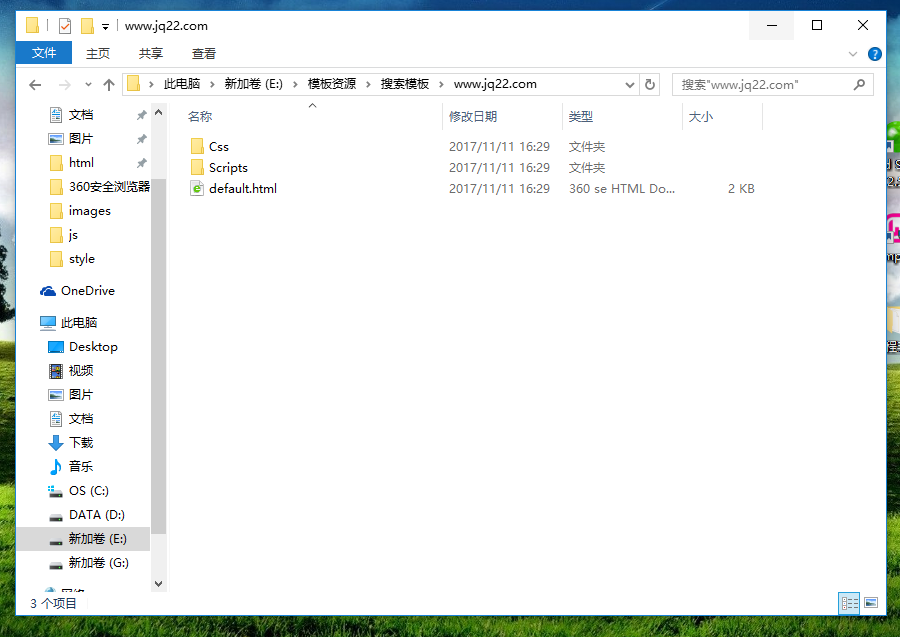 www.jq22.com
文件 主页 共享 查看
此电脑 新加卷 (E:) 模板资源 搜索模板 www.jq22.com 搜索"www.jq22.com"
名称 修改日期 类型 大小
Css 2017/11/11 16:29 文件夹
Scripts 2017/11/11 16:29 文件夹
default.html 2017/11/11 16:29 360 se HTML Do... 2 KB
文档
图片
html
360安全浏览器
images
js
style
OneDrive
此电脑
Desktop
视频
图片
文档
下载
音乐
OS (C:)
DATA (D:)
新加卷 (E:)
新加卷 (G:)
网络
3 个项目